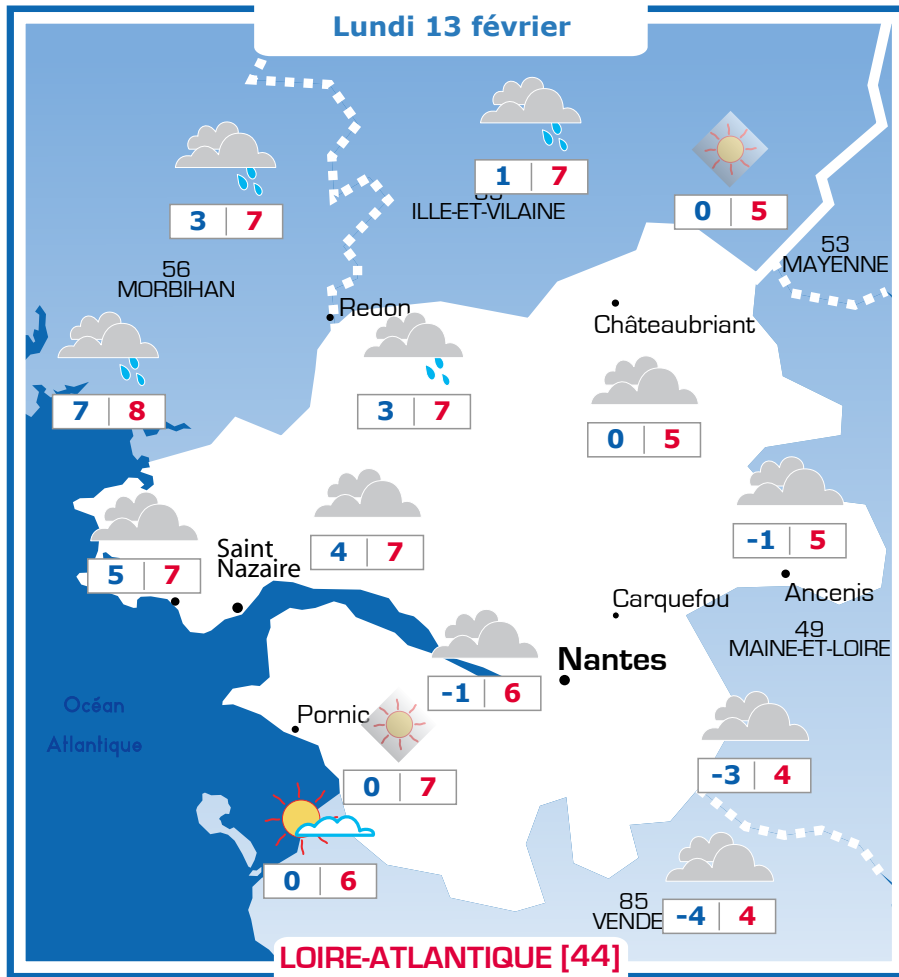 Lundi 13 février
1 7
ILLE-ET-VILAINE
3 7
0 5
53
MAYENNE
56
MORBIHAN
Redon
Châteaubriant
7 8
3 7
0 5
Saint
Nazaire
4 7
-1 5
5 7
Carquefou
Ancenis
49
MAINE-ET-LOIRE
Nantes
-1 6
Océan
Atlantique
Pornic
0 7
-3 4
0 6
85
VENDE
-4 4
LOIRE-ATLANTIQUE [44]